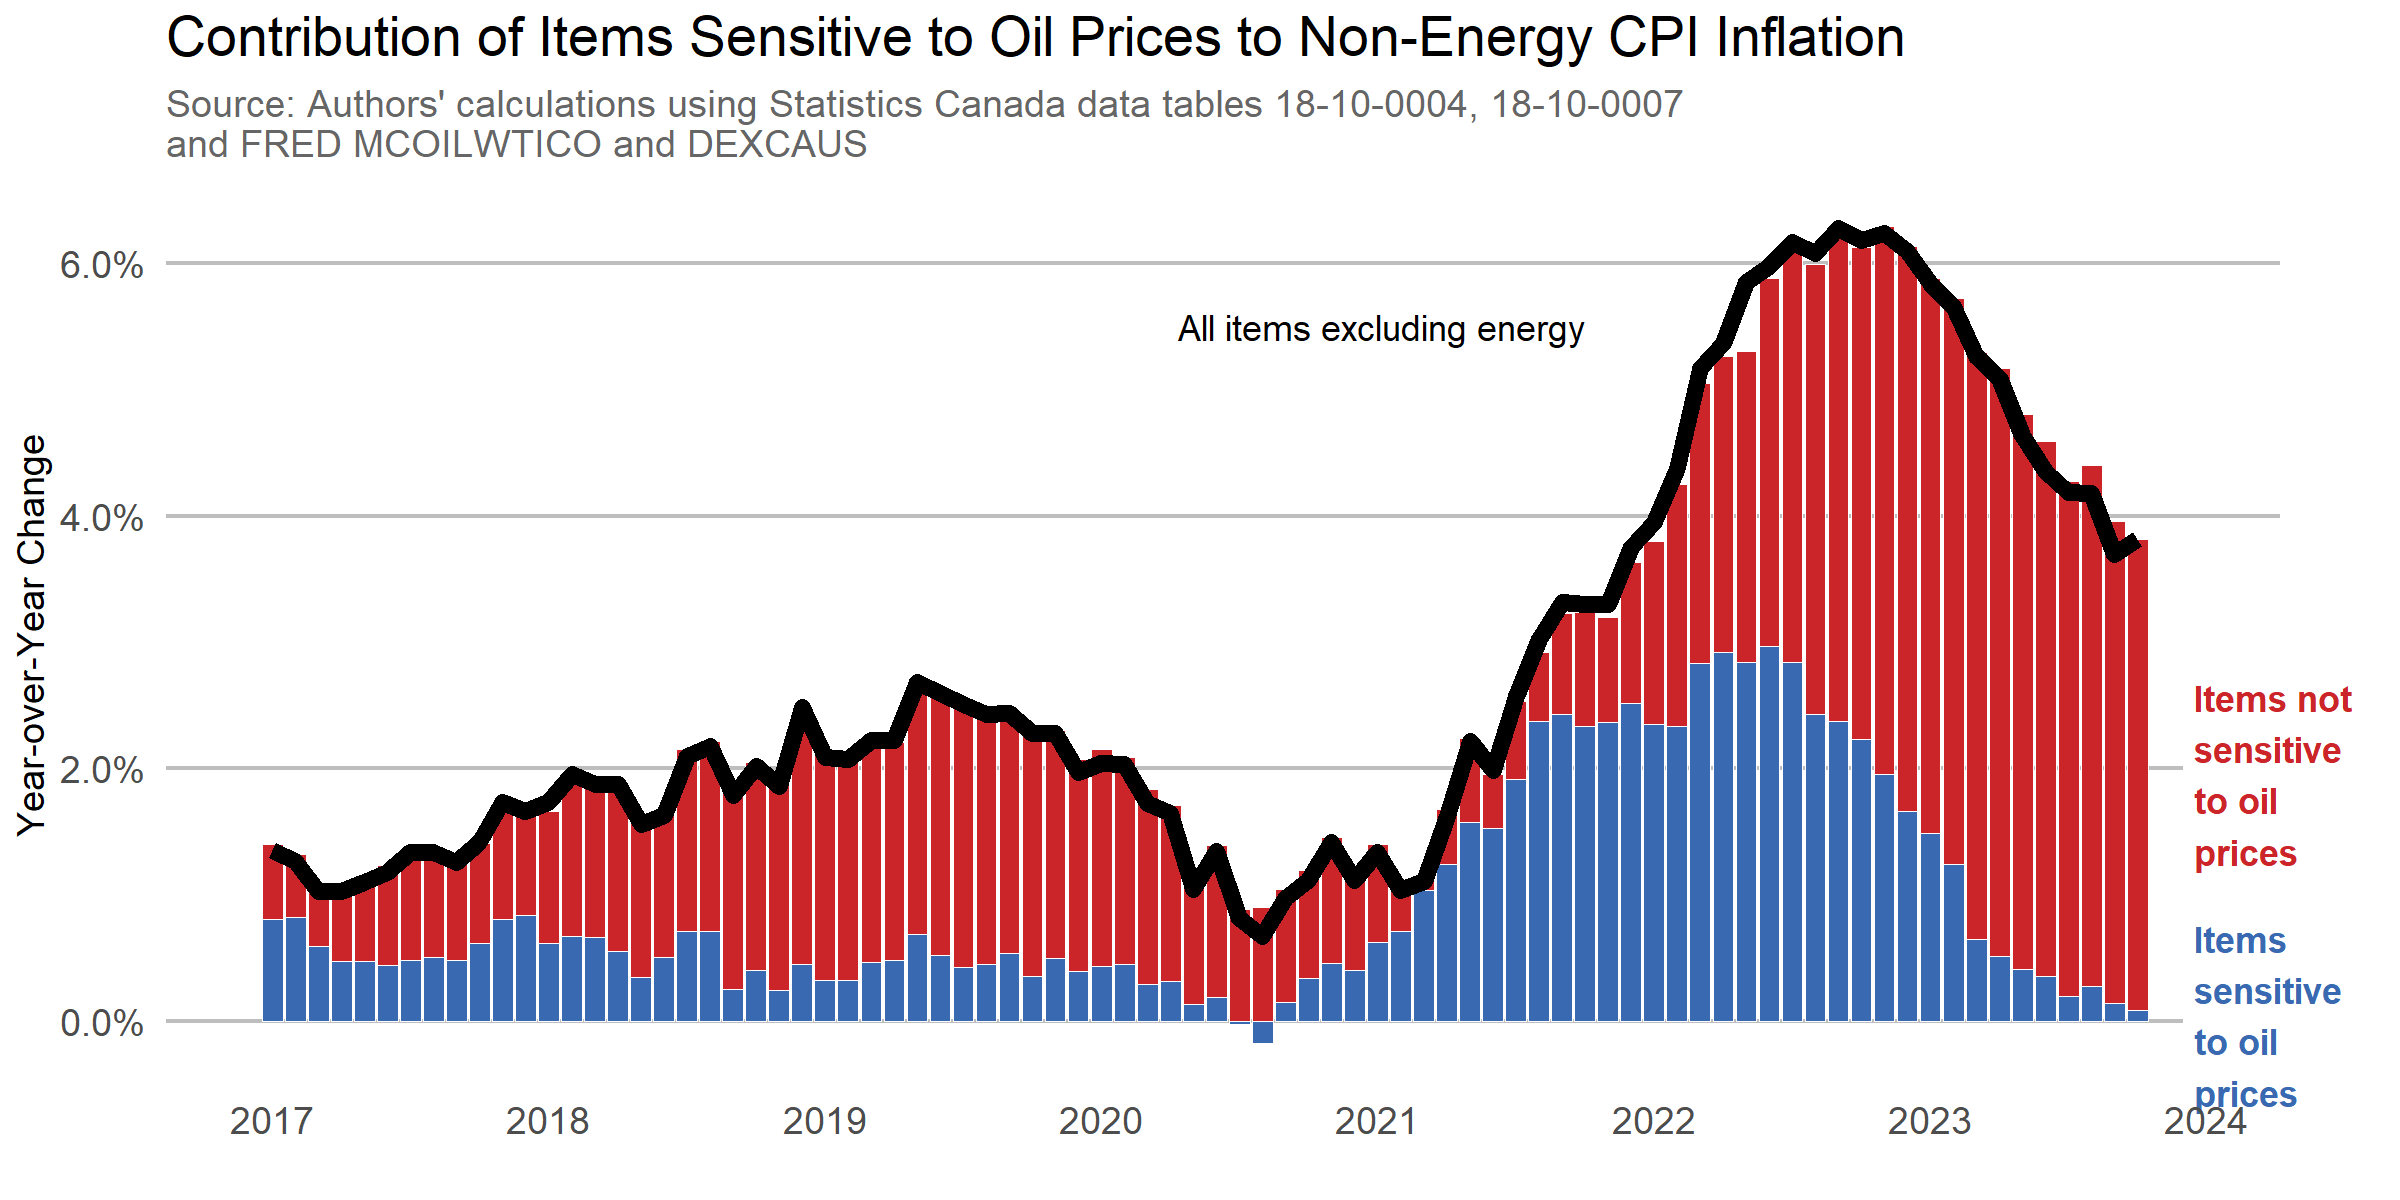 Contribution of Items Sensitive to Oil Prices to Non-Energy CPI Inflation
Source: Authors' calculations using Statistics Canada data tables 18-10-0004, 18-10-0007
and FRED MCOILWTICO and DEXCAUS
Year-over-Year Change
6.0%
4.0%
2.0%
0.0%
All items excluding energy
Items not
sensitive
to oil
prices
Items
sensitive
to oil
prices
2017
2018
2019
2020
2021
2022
2023
2024